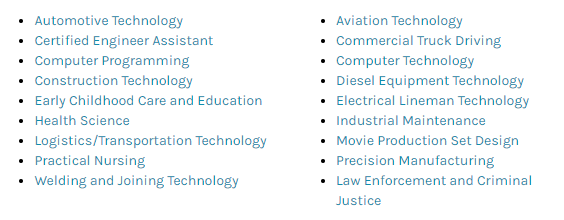 Automotive Technology
Certified Engineer Assistant
Computer Programming
Construction Technology
Early Childhood Care and Education
Health Science
Logistics/Transportation Technology
Practical Nursing
Welding and Joining Technology
Aviation Technology
Commercial Truck Driving
Computer Technology
Diesel Equipment Technology
Electrical Lineman Technology
Industrial Maintenance
Movie Production Set Design
Precision Manufacturing
Law Enforcement and Criminal
Justice